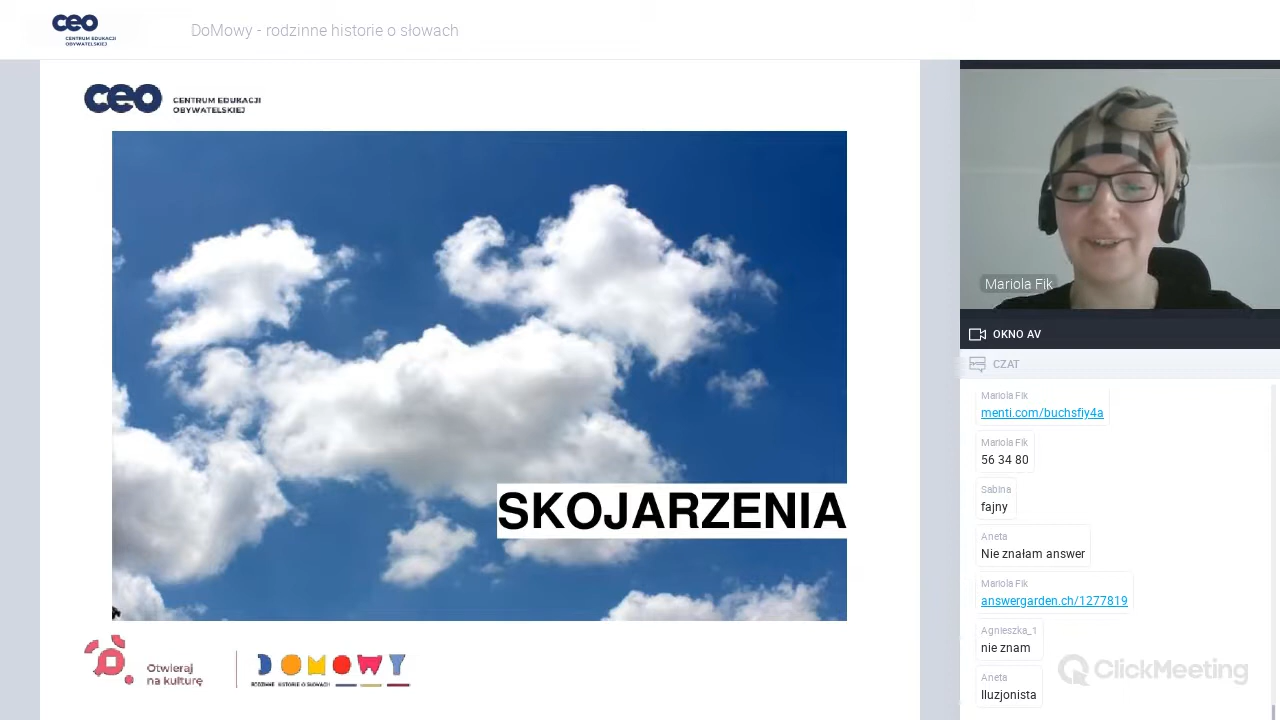 ceo
CENTRUM EDUKACJI
OBYWATELSKIEJ
DoMowy - rodzinne historie o słowach
ceo
CENTRUM EDUKACJI
OBYWATELSKIEJ
SKOJARZENIA
Otwieraj
na kulturę
DOMOWY
RODZINNE HISTORIE O SŁOWACH
Mariola Fik
OKNO AV
CZAT
Mariola Fik
menti.com/buchsfiy4a
Mariola Fik
56 34 80
Sabina
fajny
Aneta
Nie znałam answer
Mariola Fik
answergarden.ch/1277819
Agnieszka_1
nie znam
Aneta
Iluzjonista
ClickMeeting